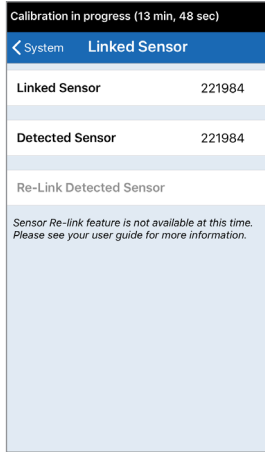 Calibration in progress (13 min, 48 sec)
System Linked Sensor
Linked Sensor 221984
Detected Sensor 221984
Re-Link Detected Sensor
Sensor Re-link feature is not available at this time.
Please see your user guide for more information.